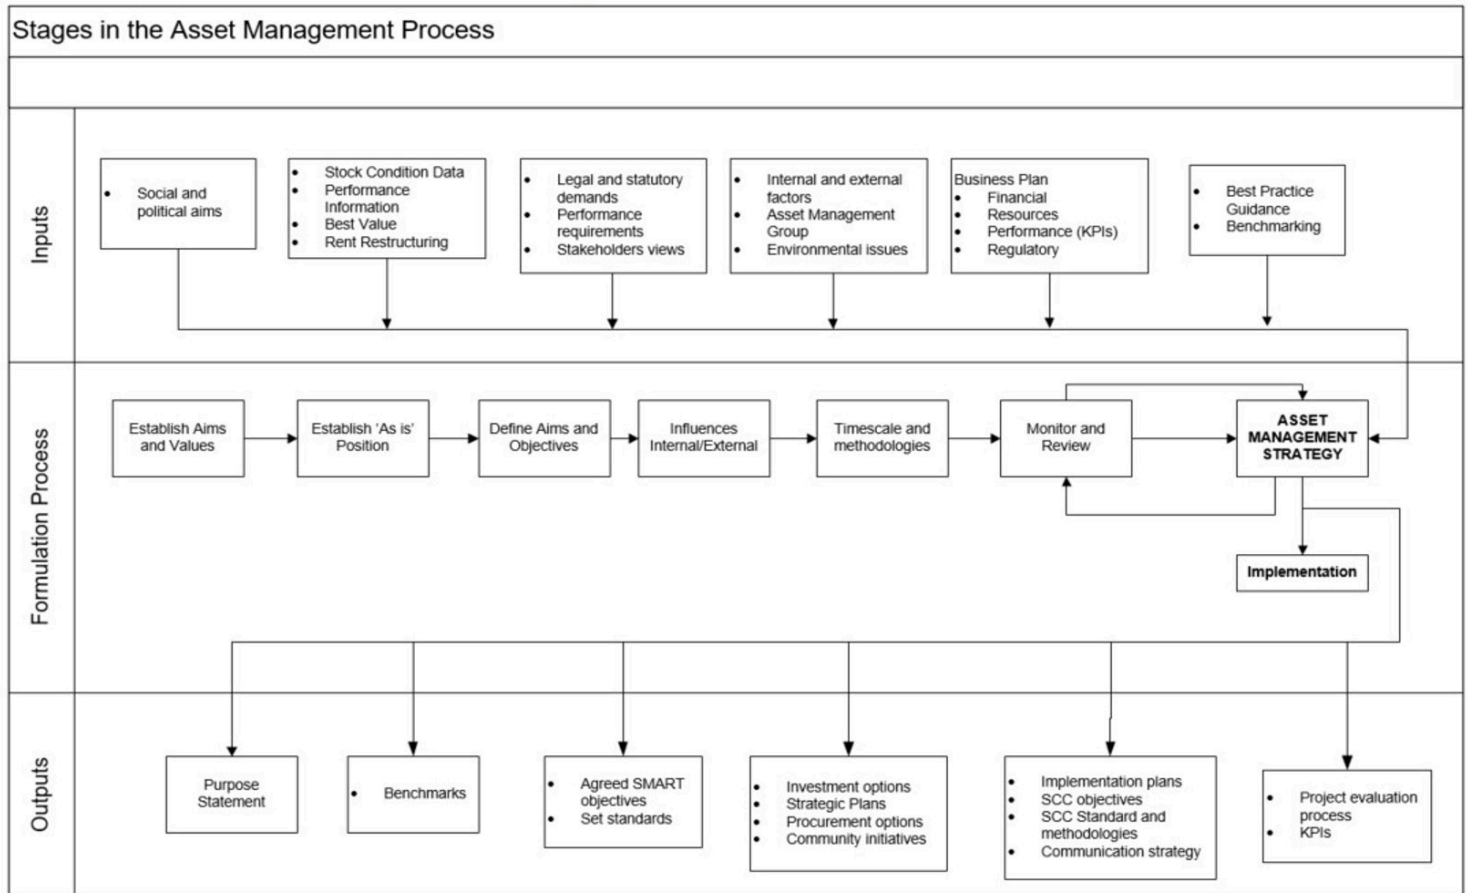 Stages in the Asset Management Process
Inputs
Social and
political aims
Stock Condition Data
Performance
Information
Best Value
Rent Restructuring
Legal and statutory
demands
Performance
requirements
Stakeholders views
Internal and external
factors
Asset Management
Group
Environmental issues
Business Plan
Financial
Resources
Performance (KPIs)
Regulatory
Best Practice
Guidance
Benchmarking
Formulation Process
Establish Aims
and Values
Establish 'As is'
Position
Define Aims and
Objectives
Influences
Internal/External
Timescale and
methodologies
Monitor and
Review
ASSET
MANAGEMENT
STRATEGY
Implementation
Outputs
Purpose
Statement
Benchmarks
Agreed SMART
objectives
Set standards
Investment options
Strategic Plans
Procurement options
Community initiatives
Implementation plans
SCC objectives
SCC Standard and
methodologies
Communication strategy
Project evaluation
process
KPIs